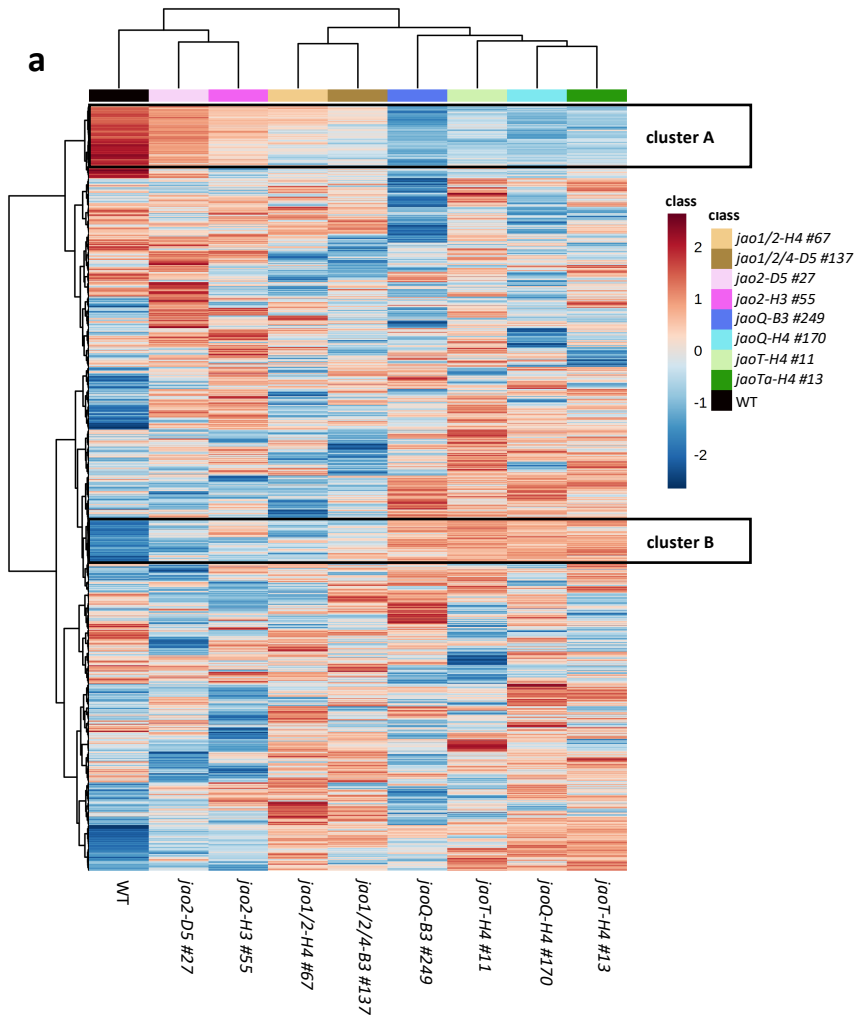 a
cluster A
class
class
2
1
0
-1
-2
jao1/2-H4 #67
jao1/2/4-D5 #137
jao2-D5 #27
jao2-H3 #55
jaoQ-B3 #249
jaoQ-H4 #170
jaoT-H4 #11
jaoTa-H4 #13
WT
cluster B
WT
jao2-D5 #27
jao2-H3 #55
jao1/2-H4 #67
jao1/2/4-B3 #137
jaoQ-B3 #249
jaoT-H4 #11
jaoQ-H4 #170
jaoT-H4 #13